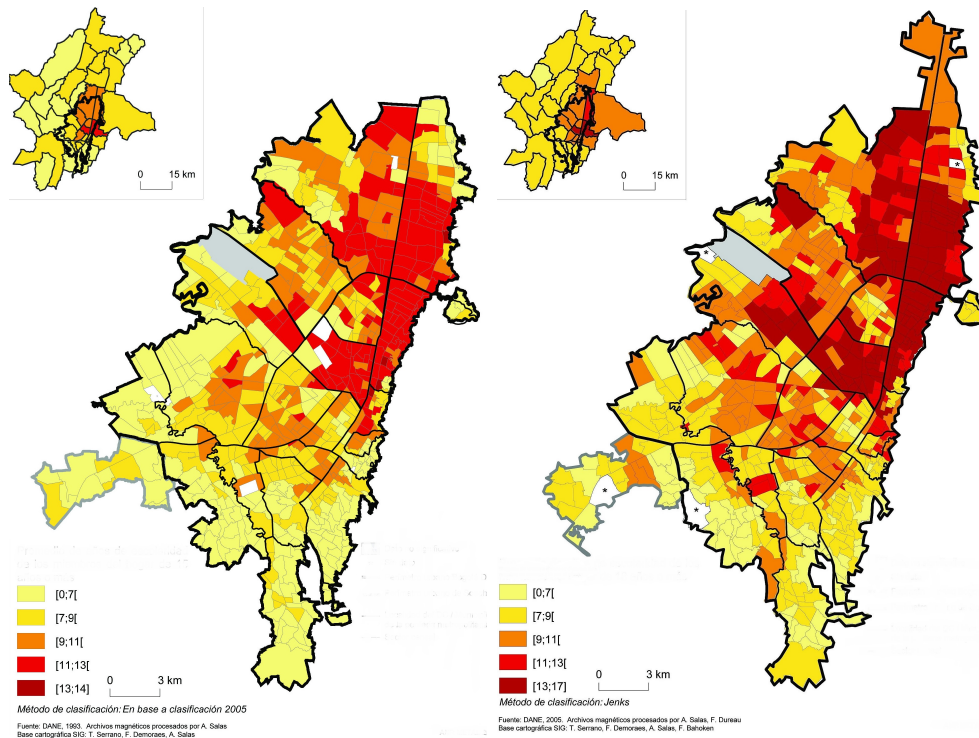 0 15 km
[0;7[
[7;9[
[9;11[
[11;13[
[13;14]
0 3 km
Método de clasificación: En base a clasificación 2005
Fuente: DANE, 1993. Archivos magnéticos procesados por A. Salas
Base cartográfica SIG: T. Serrano, F. Demoraes, A. Salas
0 15 km
*
*
*
*
[0;7[
[7;9[
[9;11[
[11;13[
[13;17]
0 3 km
Método de clasificación: Jenks
Fuente: DANE, 2005. Archivos magnéticos procesados por A. Salas, F. Dureau
Base cartográfica SIG: T. Serrano, F. Demoraes, A. Salas, F. Bahoken